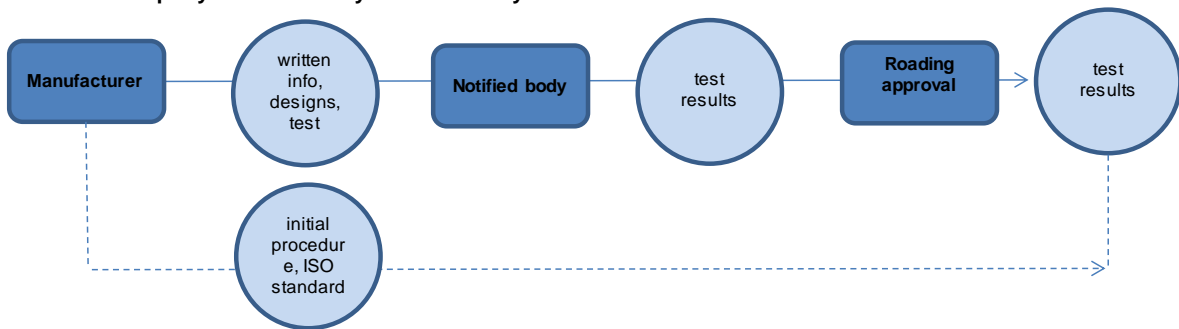 Manufacturer
written
info,
designs,
test
Notified body
test
results
Roading
approval
test
results
initial
procedur
e, ISO
standard